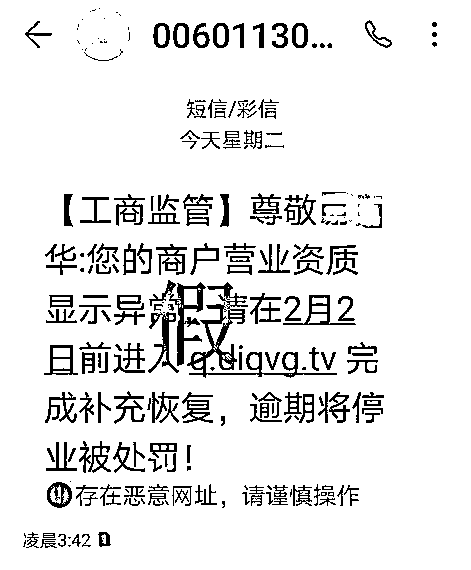 00601130...
短信/彩信
今天星期二
【工商监管】尊敬
华:您的商户营业资质
显示异常,请在2月2
日前进入 q.diqvg.tv 完
成补充恢复，逾期将停
业被处罚！
假
存在恶意网址，请谨慎操作
凌晨3:42